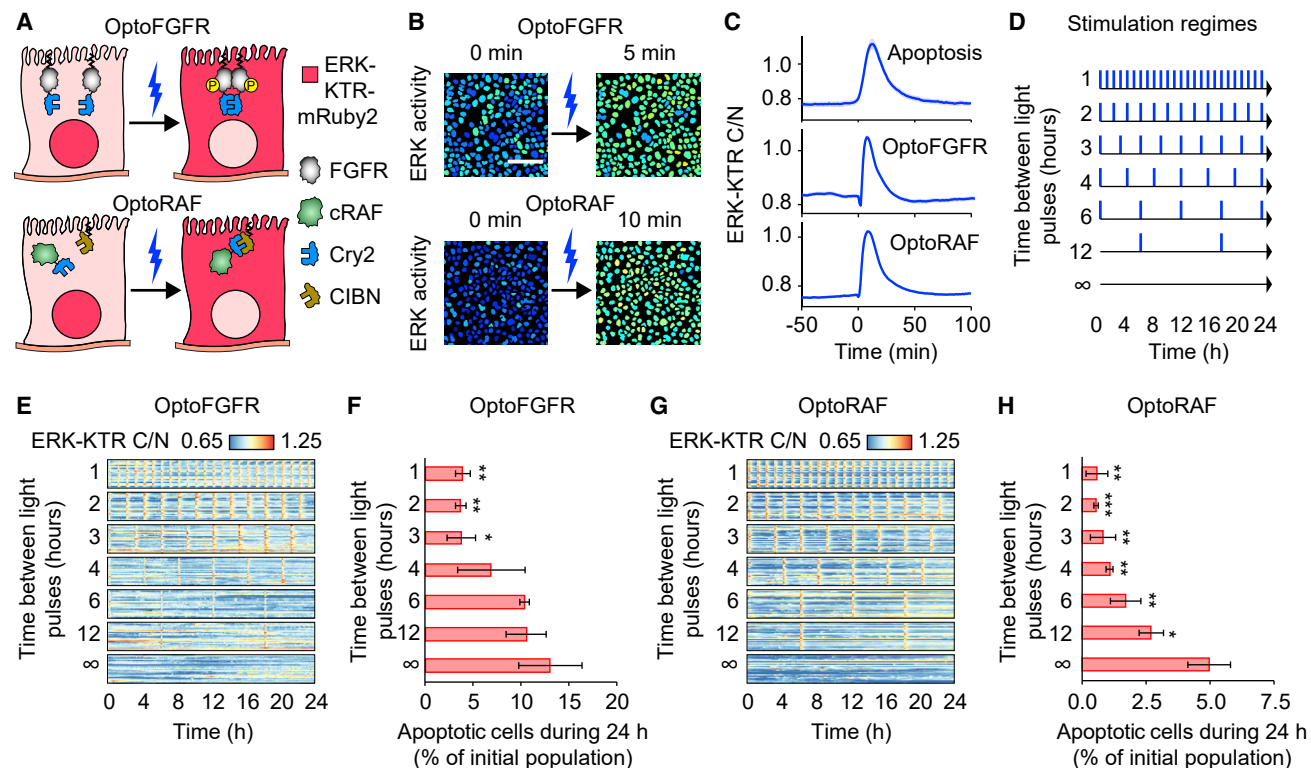 A
OptoFGFR
P P
OptoRAF
ERK-
KTR-
mRuby2
FGFR
cRAF
Cry2
CIBN
B
OptoFGFR
0 min
5 min
ERK activity
OptoRAF
0 min
10 min
ERK activity
C
ERK-KTR C/N
Apoptosis
1.0
0.8
OptoFGFR
1.0
0.8
OptoRAF
1.0
0.8
-50 0 50 100
Time (min)
D
Stimulation regimes
Time between light
pulses (hours)
1
2
3
4
6
12
∞
0 4 8 12 16 20 24
Time (h)
E
OptoFGFR
ERK-KTR C/N 0.65 1.25
Time between light
pulses (hours)
1
2
3
4
6
12
∞
0 4 8 12 16 20 24
Time (h)
F
OptoFGFR
Time between light
pulses (hours)
1 **
2 **
3 *
4
6
12
∞
0 5 10 15 20
Apoptotic cells during 24 h
(% of initial population)
G
OptoRAF
ERK-KTR C/N 0.65 1.25
Time between light
pulses (hours)
1
2
3
4
6
12
∞
0 4 8 12 16 20 24
Time (h)
H
OptoRAF
Time between light
pulses (hours)
1 **
2 ***
3 **
4 **
6 **
12 *
∞
0 2.5 5.0 7.5
Apoptotic cells during 24 h
(% of initial population)